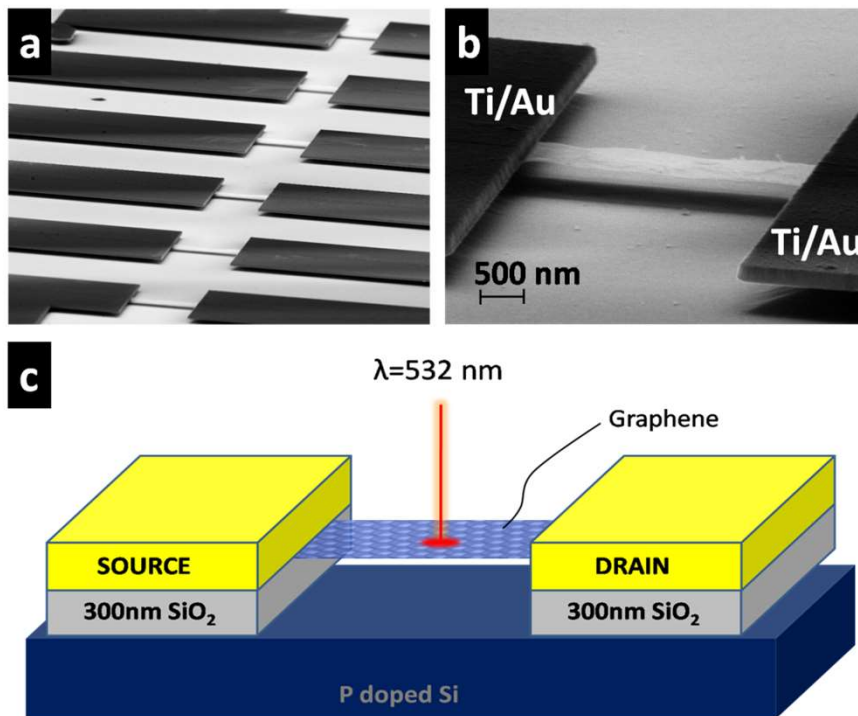 a
b
Ti/Au
Ti/Au
500 nm
c
λ=532 nm
Graphene
SOURCE
DRAIN
300nm SiO₂
300nm SiO₂
P doped Si